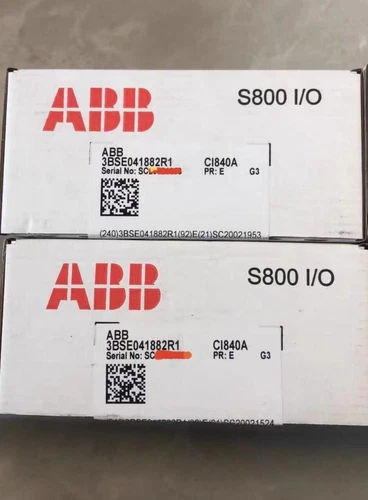 ABB
S800 I/O
ABB
3BSE041882R1 CI840A
Serial No: SC PR: E G3
(240)3BSE041882R1(92)E(21)SC20021953
ABB
S800 I/O
ABB
3BSE041882R1 CI840A
Serial No: SC PR: E G3